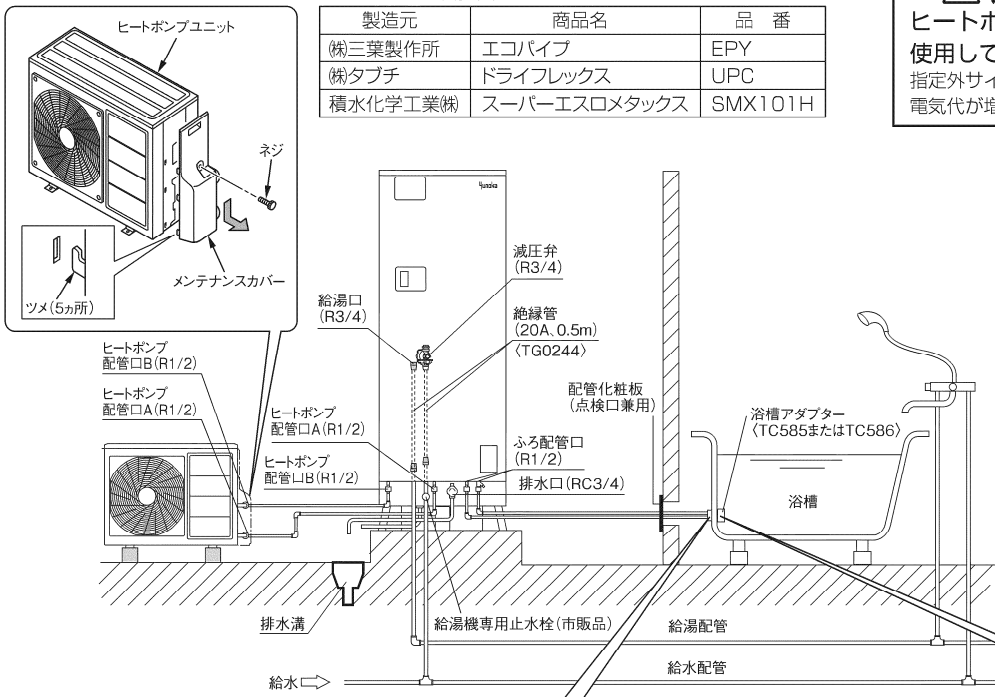 製造元 商品名 品 番
㈱三葉製作所 エコパイプ EPY
㈱タブチ ドライフレックス UPC
積水化学工業㈱ スーパーエスロメタックス SMX101H
ヒートポ
使用して
指定外サイ
電気代が増
ヒートポンプユニット
ネジ
メンテナンスカバー
ツメ(5ヵ所)
Yunoka
減圧弁
(R3/4)
給湯口
(R3/4)
絶縁管
(20A、0.5m)
〈TG0244〉
ヒートポンプ
配管口B(R1/2)
ヒートポンプ
配管口A(R1/2)
ヒートポンプ
配管口A(R1/2)
ヒートポンプ
配管口B(R1/2)
配管化粧板
(点検口兼用)
ふろ配管口
(R1/2)
排水口(RC3/4)
浴槽アダプター
〈TC585またはTC586〉
浴槽
排水溝
給湯機専用止水栓(市販品)
給湯配管
給水配管
給水